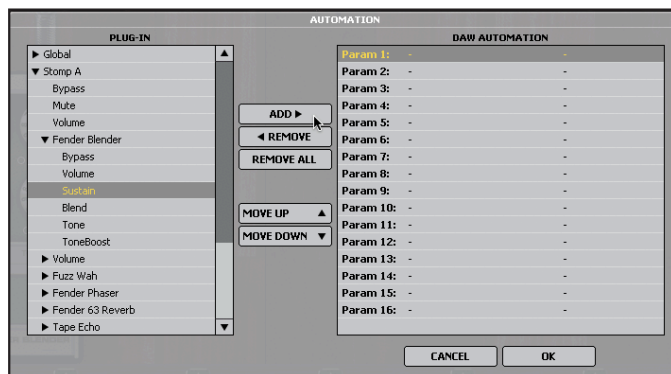 AUTOMATION
PLUG-IN
▶ Global
▼ Stomp A
Bypass
Mute
Volume
▼ Fender Blender
Bypass
Volume
Sustain
Blend
Tone
ToneBoost
▶ Volume
▶ Fuzz Wah
▶ Fender Phaser
▶ Fender 63 Reverb
▶ Tape Echo
ADD ▶
◀ REMOVE
REMOVE ALL
MOVE UP ▲
MOVE DOWN ▼
DAW AUTOMATION
Param 1: - -
Param 2: - -
Param 3: - -
Param 4: - -
Param 5: - -
Param 6: - -
Param 7: - -
Param 8: - -
Param 9: - -
Param 10: - -
Param 11: - -
Param 12: - -
Param 13: - -
Param 14: - -
Param 15: - -
Param 16: - -
CANCEL
OK